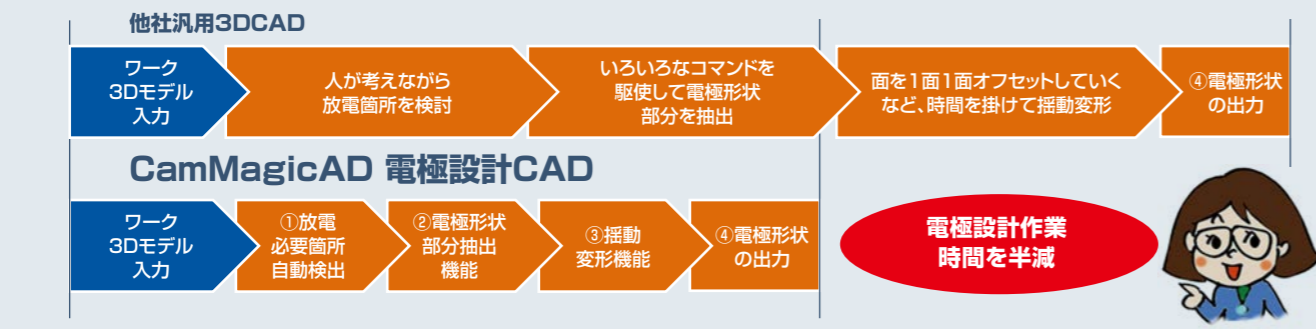 他社汎用3DCAD
ワーク
3Dモデル
入力
人が考えながら
放電箇所を検討
いろいろなコマンドを
駆使して電極形状
部分を抽出
面を1面1面オフセットしていく
など、時間を掛けて揺動変形
④電極形状
の出力
CamMagicAD 電極設計CAD
ワーク
3Dモデル
入力
①放電
必要箇所
自動検出
②電極形状
部分抽出
機能
③揺動
変形機能
④電極形状
の出力
電極設計作業
時間を半減